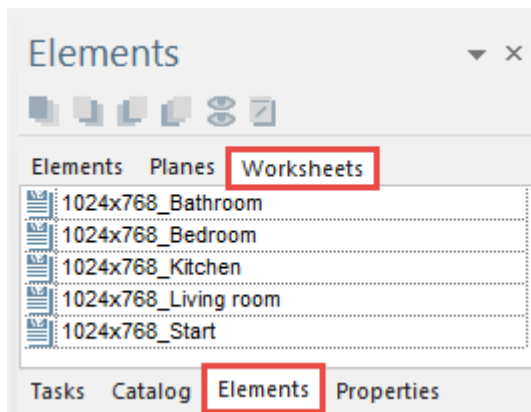 Elements
Elements Planes Worksheets
1024x768_Bathroom
1024x768_Bedroom
1024x768_Kitchen
1024x768_Living room
1024x768_Start
Tasks Catalog Elements Properties